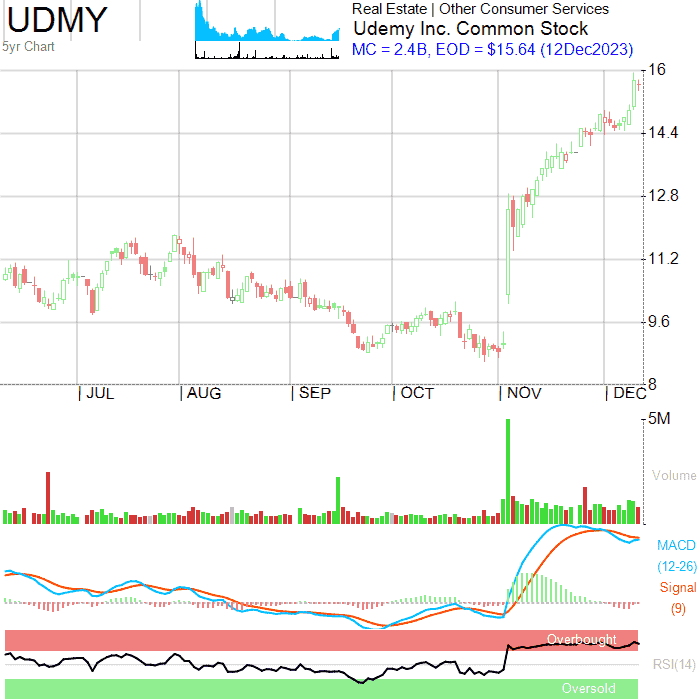 UDMY
5yr Chart
Real Estate | Other Consumer Services
Udemy Inc. Common Stock
MC = 2.4B, EOD = $15.64 (12Dec2023)
16
14.4
12.8
11.2
9.6
8
| JUL | AUG | SEP | OCT | NOV | DEC
5M
Volume
MACD
(12-26)
Signal
(9)
Overbought
RSI(14)
Oversold